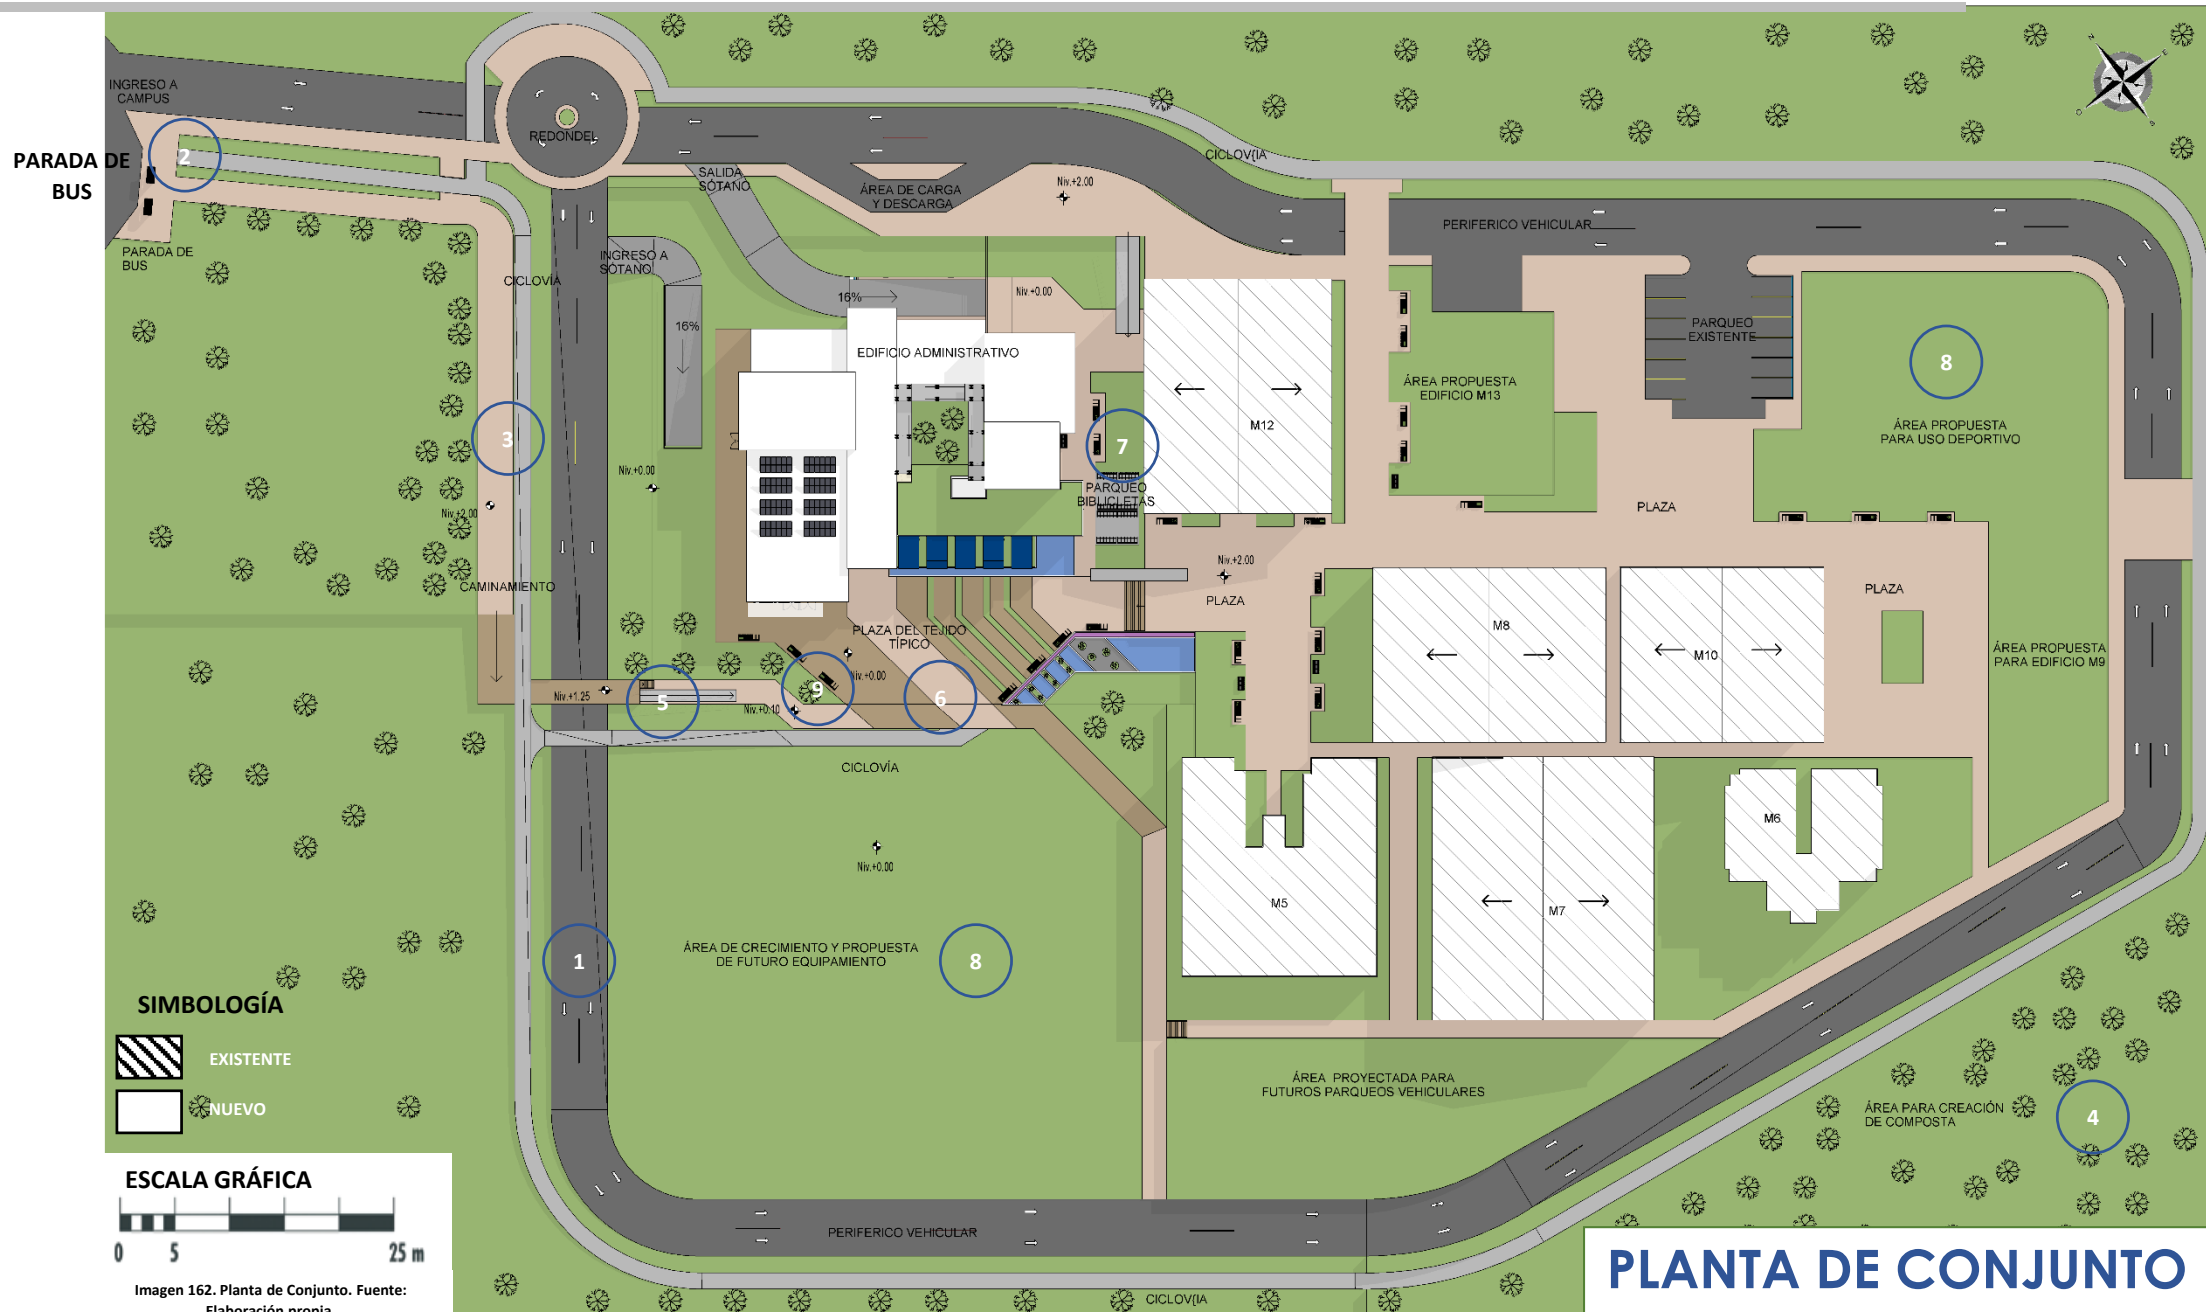 INGRESO A
CAMPUS
REDONDEL
PARADA DE
BUS
2
PARADA DE
BUS
SALIDA
SÓTANO
ÁREA DE CARGA
Y DESCARGA
Niv.+2.00
CICLOV{IA
PERIFERICO VEHICULAR
INGRESO A
SÓTANO
CICLOVÍA
16%
16%
Niv.+0.00
EDIFICIO ADMINISTRATIVO
PARQUEO
EXISTENTE
8
ÁREA PROPUESTA
EDIFICIO M13
ÁREA PROPUESTA
PARA USO DEPORTIVO
M12
3
7
Niv.+0.00
Niv.+2.00
PARQUEO
BIBLICLETAS
PLAZA
Niv.+2.00
PLAZA
CAMINAMIENTO
PLAZA
PLAZA DEL TEJIDO
TÍPICO
M8
M10
ÁREA PROPUESTA
PARA EDIFICIO M9
Niv.+1.25
5
Niv.+0.10
9
Niv.+0.00
6
CICLOVÍA
Niv.+0.00
M6
M5
M7
1
ÁREA DE CRECIMIENTO Y PROPUESTA
DE FUTURO EQUIPAMIENTO
8
SIMBOLOGÍA
EXISTENTE
NUEVO
ÁREA PROYECTADA PARA
FUTUROS PARQUEOS VEHICULARES
ÁREA PARA CREACIÓN
DE COMPOSTA
4
ESCALA GRÁFICA
0 5 25 m
PERIFERICO VEHICULAR
CICLOV{IA
PLANTA DE CONJUNTO
Imagen 162. Planta de Conjunto. Fuente:
Elaboración propia